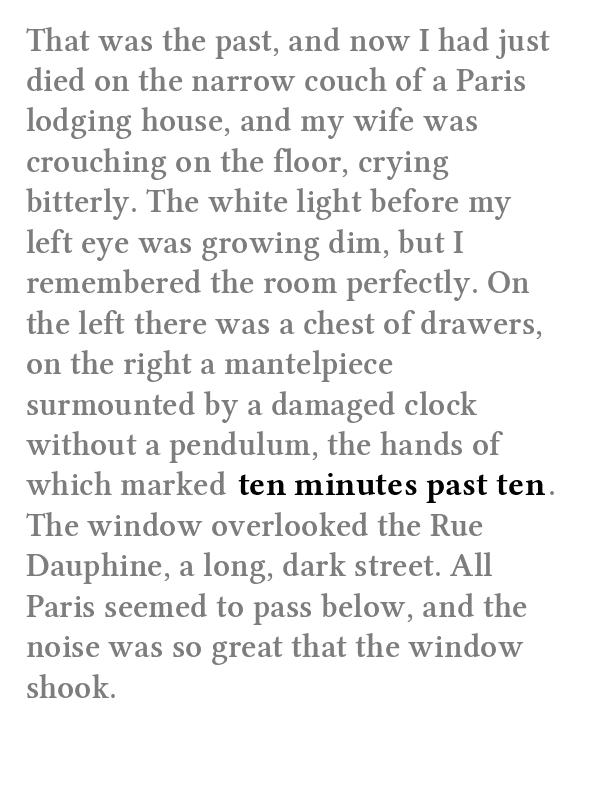 That was the past, and now I had just
died on the narrow couch of a Paris
lodging house, and my wife was
crouching on the floor, crying
bitterly. The white light before my
left eye was growing dim, but I
remembered the room perfectly. On
the left there was a chest of drawers,
on the right a mantelpiece
surmounted by a damaged clock
without a pendulum, the hands of
which marked ten minutes past ten.
The window overlooked the Rue
Dauphine, a long, dark street. All
Paris seemed to pass below, and the
noise was so great that the window
shook.